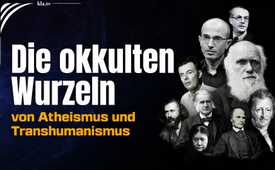 kla.tv
Die okkulten
Wurzeln
von Atheismus und
Transhumanismus